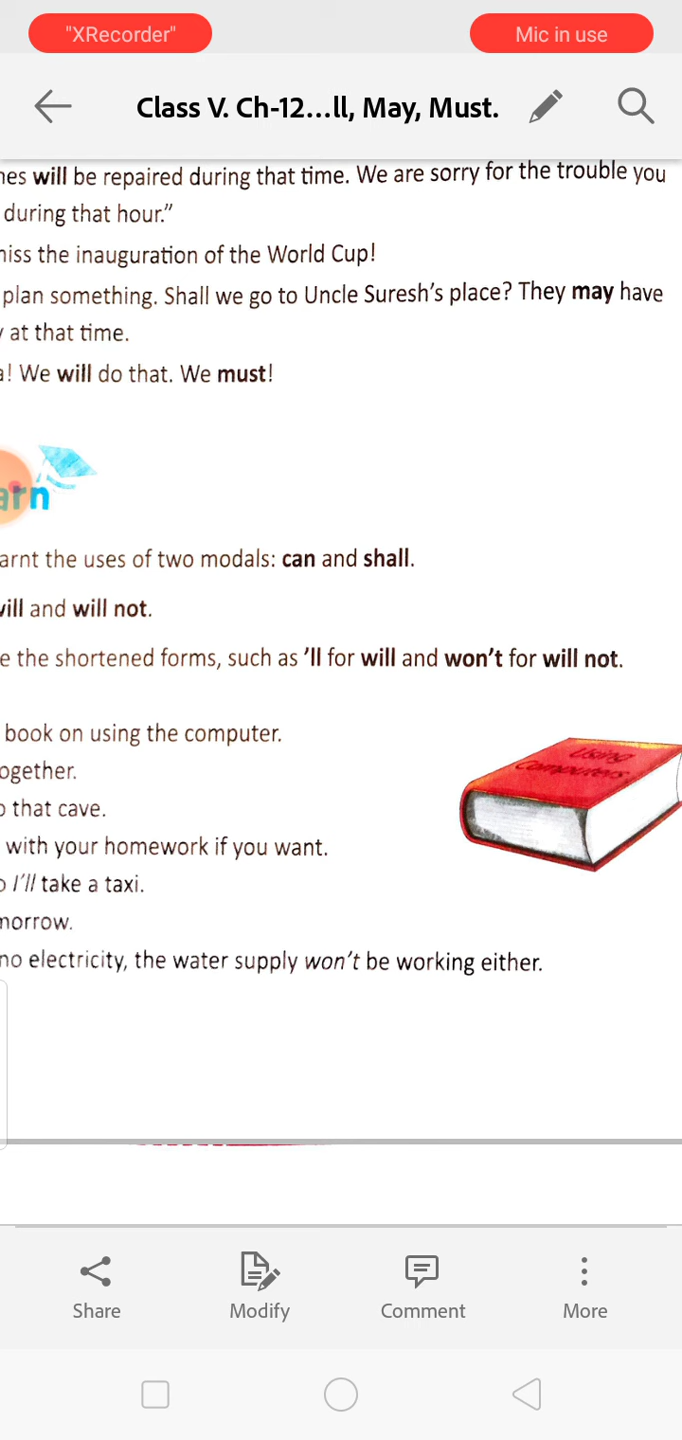 "XRecorder"
Mic in use
Class V. Ch-12...ll, May, Must.
nes will be repaired during that time. We are sorry for the trouble you
during that hour.”
miss the inauguration of the World Cup!
plan something. Shall we go to Uncle Suresh’s place? They may have
at that time.
a! We will do that. We must!
arn
arnt the uses of two modals: can and shall.
will and will not.
e the shortened forms, such as ’ll for will and won’t for will not.
book on using the computer.
Using
Computers
ogether.
o that cave.
with your homework if you want.
o I’ll take a taxi.
morrow.
no electricity, the water supply won’t be working either.
Share
Modify
Comment
More